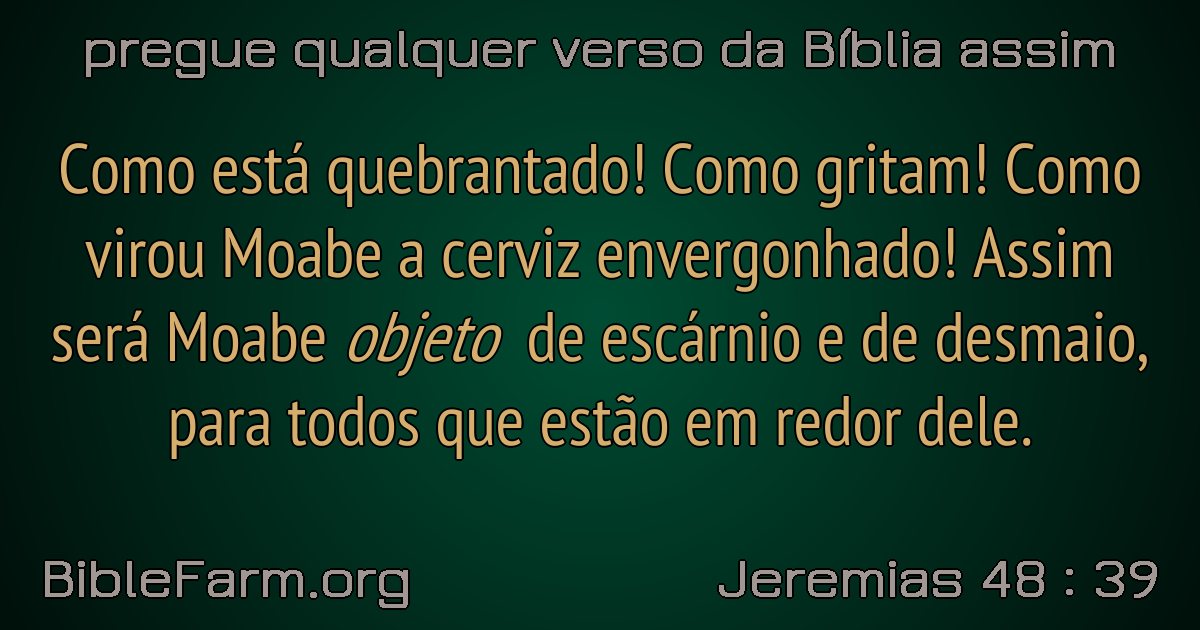 pregue qualquer verso da Bíblia assim
Como está quebrantado! Como gritam! Como
virou Moabe a cerviz envergonhado! Assim
será Moabe objeto de escárnio e de desmaio,
para todos que estão em redor dele.
BibleFarm.org
Jeremias 48 : 39